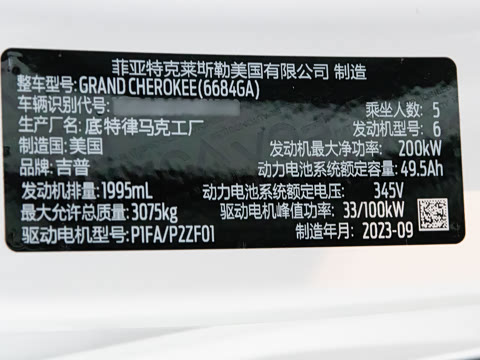 菲亚特克莱斯勒美国有限公司 制造
整车型号: GRAND CHEROKEE(6684GA)
车辆识别代号:
乘坐人数: 5
生产厂名: 底特律马克工厂
发动机型号: 6
制造国: 美国
发动机最大净功率: 200kW
品牌: 吉普
动力电池系统额定容量: 49.5Ah
发动机排量: 1995mL
动力电池系统额定电压: 345V
最大允许总质量: 3075kg
驱动电机峰值功率: 33/100kW
驱动电机型号: P1FA/P2ZF01
制造年月: 2023-09